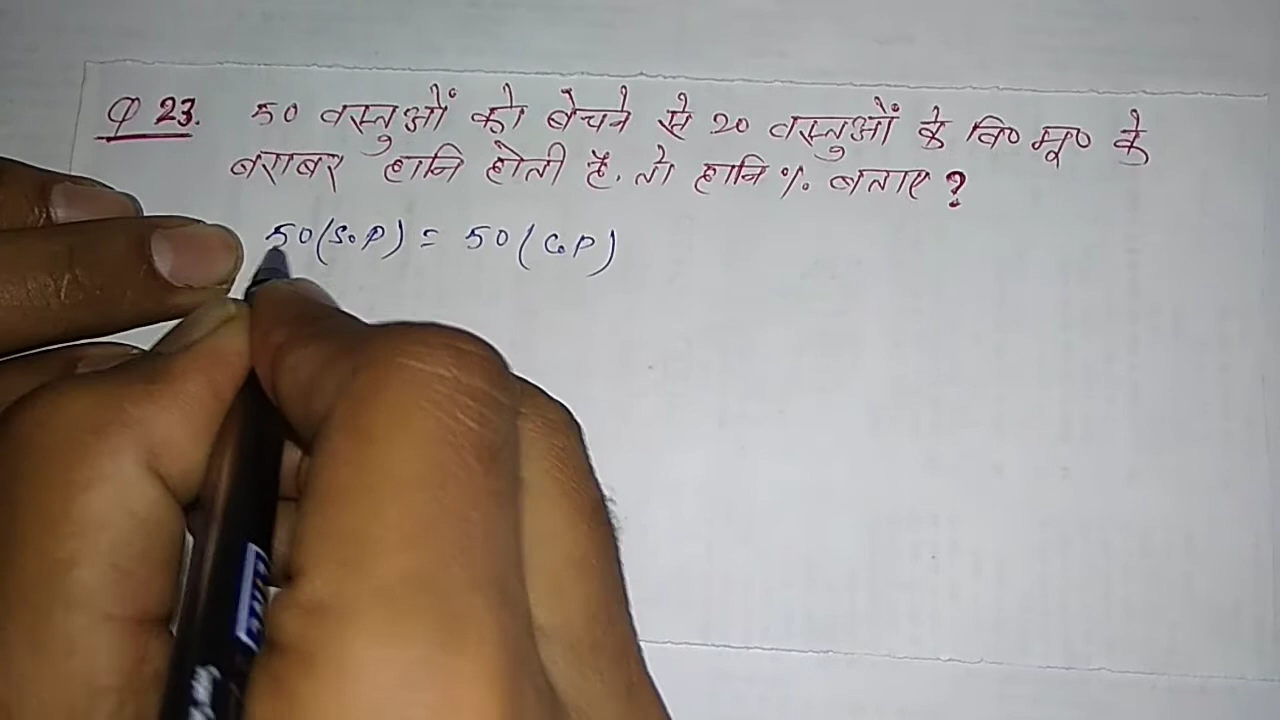 Q 23. 50 वस्तुओं को बेचने से 20 वस्तुओं के वि० मू० के
बराबर हानि होती है. तो हानि %. बताए ?
50(S.P) = 50(C.P)